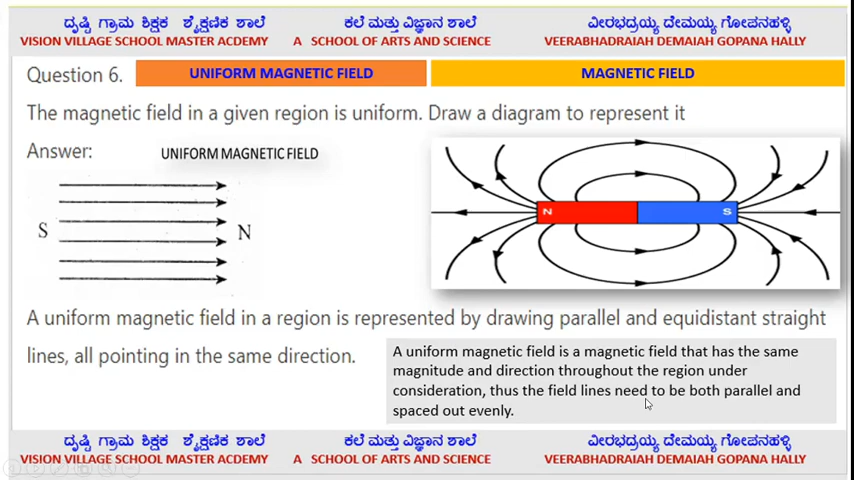 ದೃಷ್ಟಿ ಗ್ರಾಮ ಶಿಕ್ಷಕ ಶೈಕ್ಷಣಿಕ ಶಾಲೆ ಕಲೆ ಮತ್ತು ವಿಜ್ಞಾನ ಶಾಲೆ ವೀರಭದ್ರಯ್ಯ ದೇಮಯ್ಯ ಗೋಪನಹಳ್ಳಿ
VISION VILLAGE SCHOOL MASTER ACDEMY A SCHOOL OF ARTS AND SCIENCE VEERABHADRAIAH DEMAIAH GOPANA HALLY
Question 6. UNIFORM MAGNETIC FIELD MAGNETIC FIELD
The magnetic field in a given region is uniform. Draw a diagram to represent it
Answer: UNIFORM MAGNETIC FIELD
S N
N S
A uniform magnetic field in a region is represented by drawing parallel and equidistant straight
lines, all pointing in the same direction.
A uniform magnetic field is a magnetic field that has the same
magnitude and direction throughout the region under
consideration, thus the field lines need to be both parallel and
spaced out evenly.
ದೃಷ್ಟಿ ಗ್ರಾಮ ಶಿಕ್ಷಕ ಶೈಕ್ಷಣಿಕ ಶಾಲೆ ಕಲೆ ಮತ್ತು ವಿಜ್ಞಾನ ಶಾಲೆ ವೀರಭದ್ರಯ್ಯ ದೇಮಯ್ಯ ಗೋಪನಹಳ್ಳಿ
VISION VILLAGE SCHOOL MASTER ACDEMY A SCHOOL OF ARTS AND SCIENCE VEERABHADRAIAH DEMAIAH GOPANA HALLY